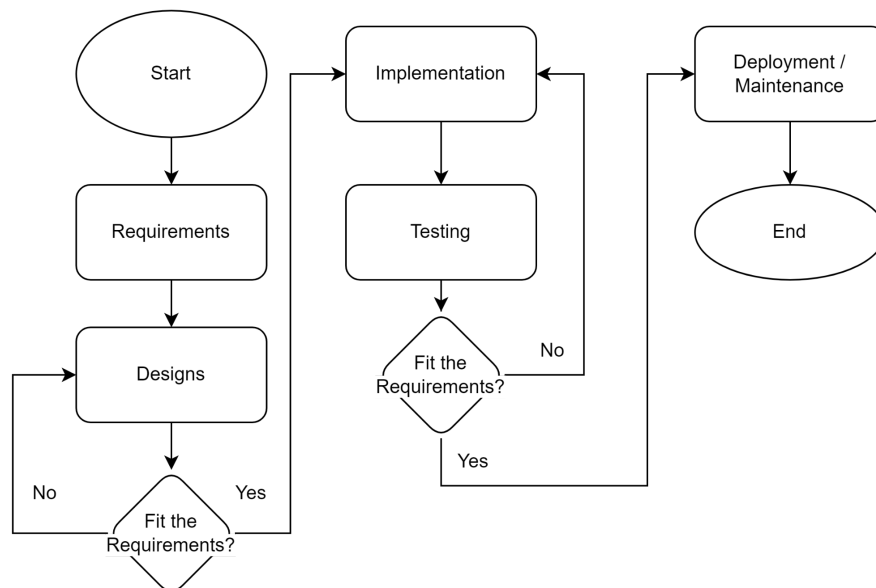 Start
Requirements
Designs
No
Yes
Fit the
Requirements?
Implementation
Testing
Fit the
Requirements?
No
Yes
Deployment /
Maintenance
End